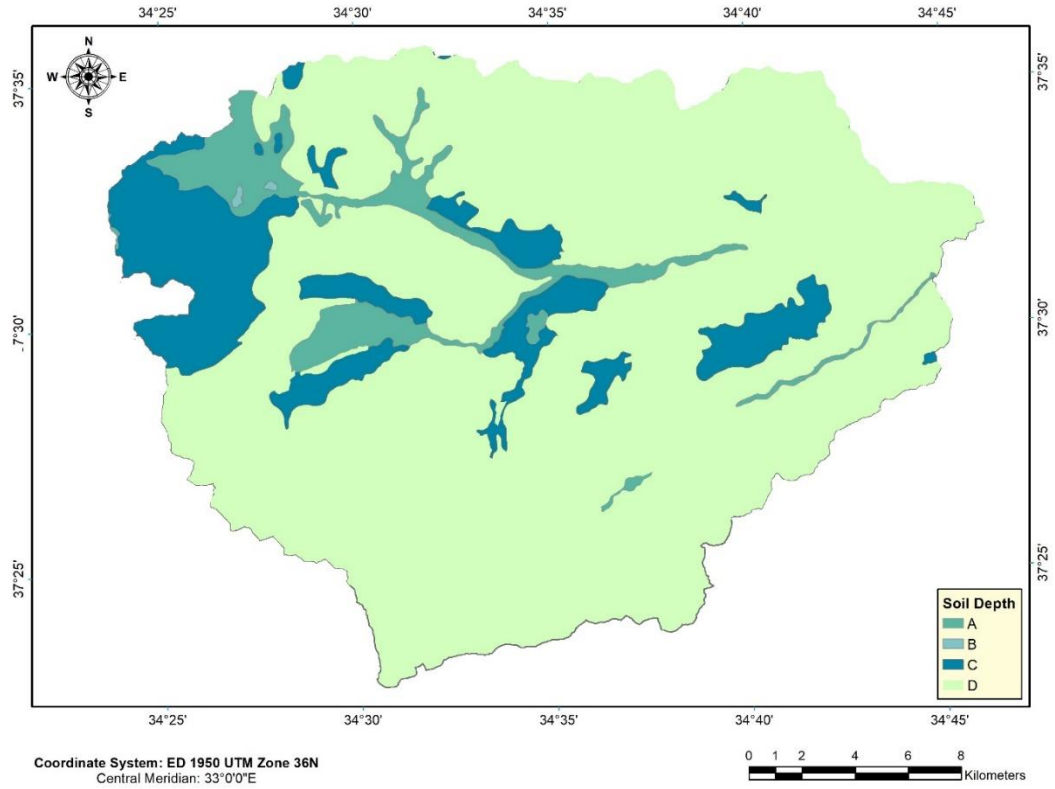 34°25' 34°30' 34°35' 34°40' 34°45'
N
W E
S
37°35' 37°35'
7°30' 37°30'
37°25' 37°25'
Soil Depth
A
B
C
D
34°25' 34°30' 34°35' 34°40' 34°45'
Coordinate System: ED 1950 UTM Zone 36N
Central Meridian: 33°0'0"E
0 1 2 4 6 8
Kilometers